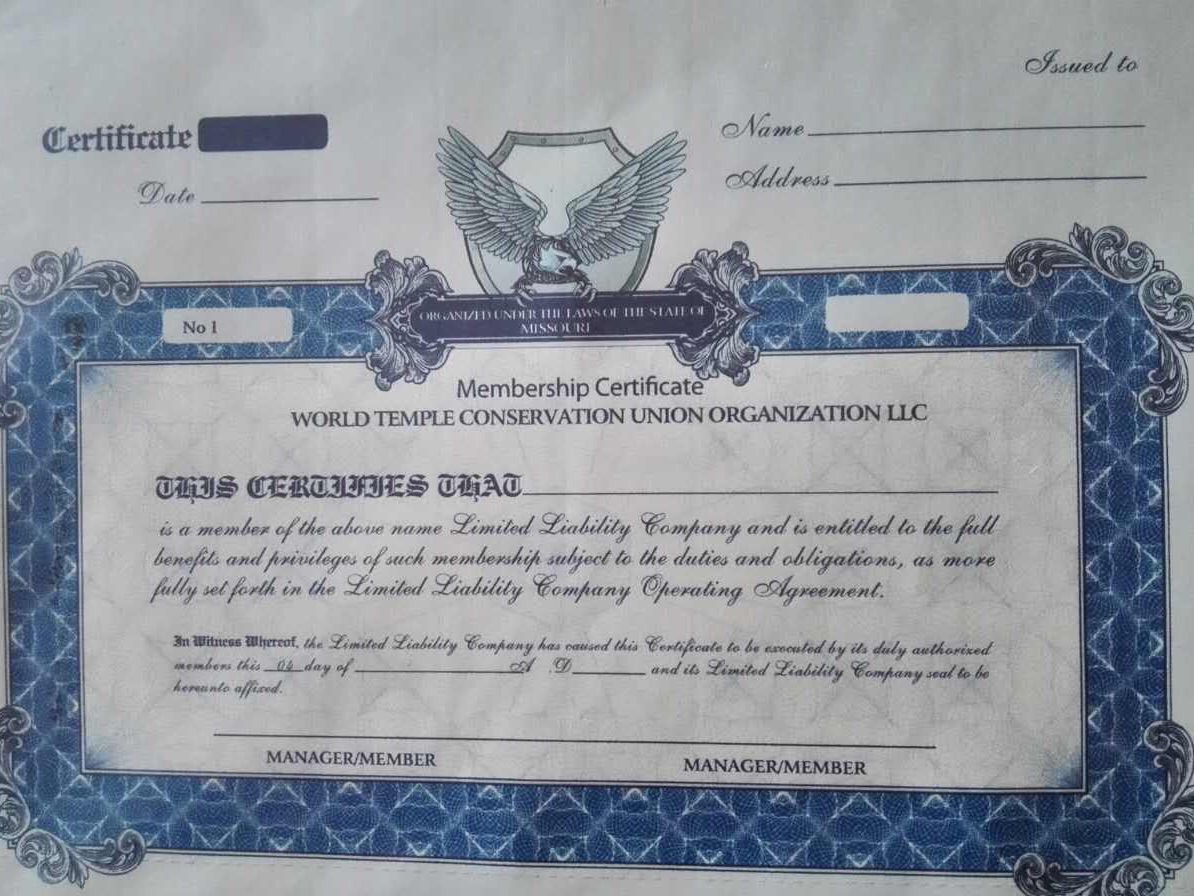 Issued to
Certificate
Name
Date
Address
No 1
ORGANIZED UNDER THE LAWS OF THE STATE OF
MISSOURI
Membership Certificate
WORLD TEMPLE CONSERVATION UNION ORGANIZATION LLC
THIS CERTIFIES THAT
is a member of the above name Limited Liability Company and is entitled to the full
benefits and privileges of such membership subject to the duties and obligations, as more
fully set forth in the Limited Liability Company Operating Agreement.
In Witness Whereof, the Limited Liability Company has caused this Certificate to be executed by its duly authorized
members this 04 day of A D and its Limited Liability Company seal to be
hereunto affixed.
MANAGER/MEMBER MANAGER/MEMBER